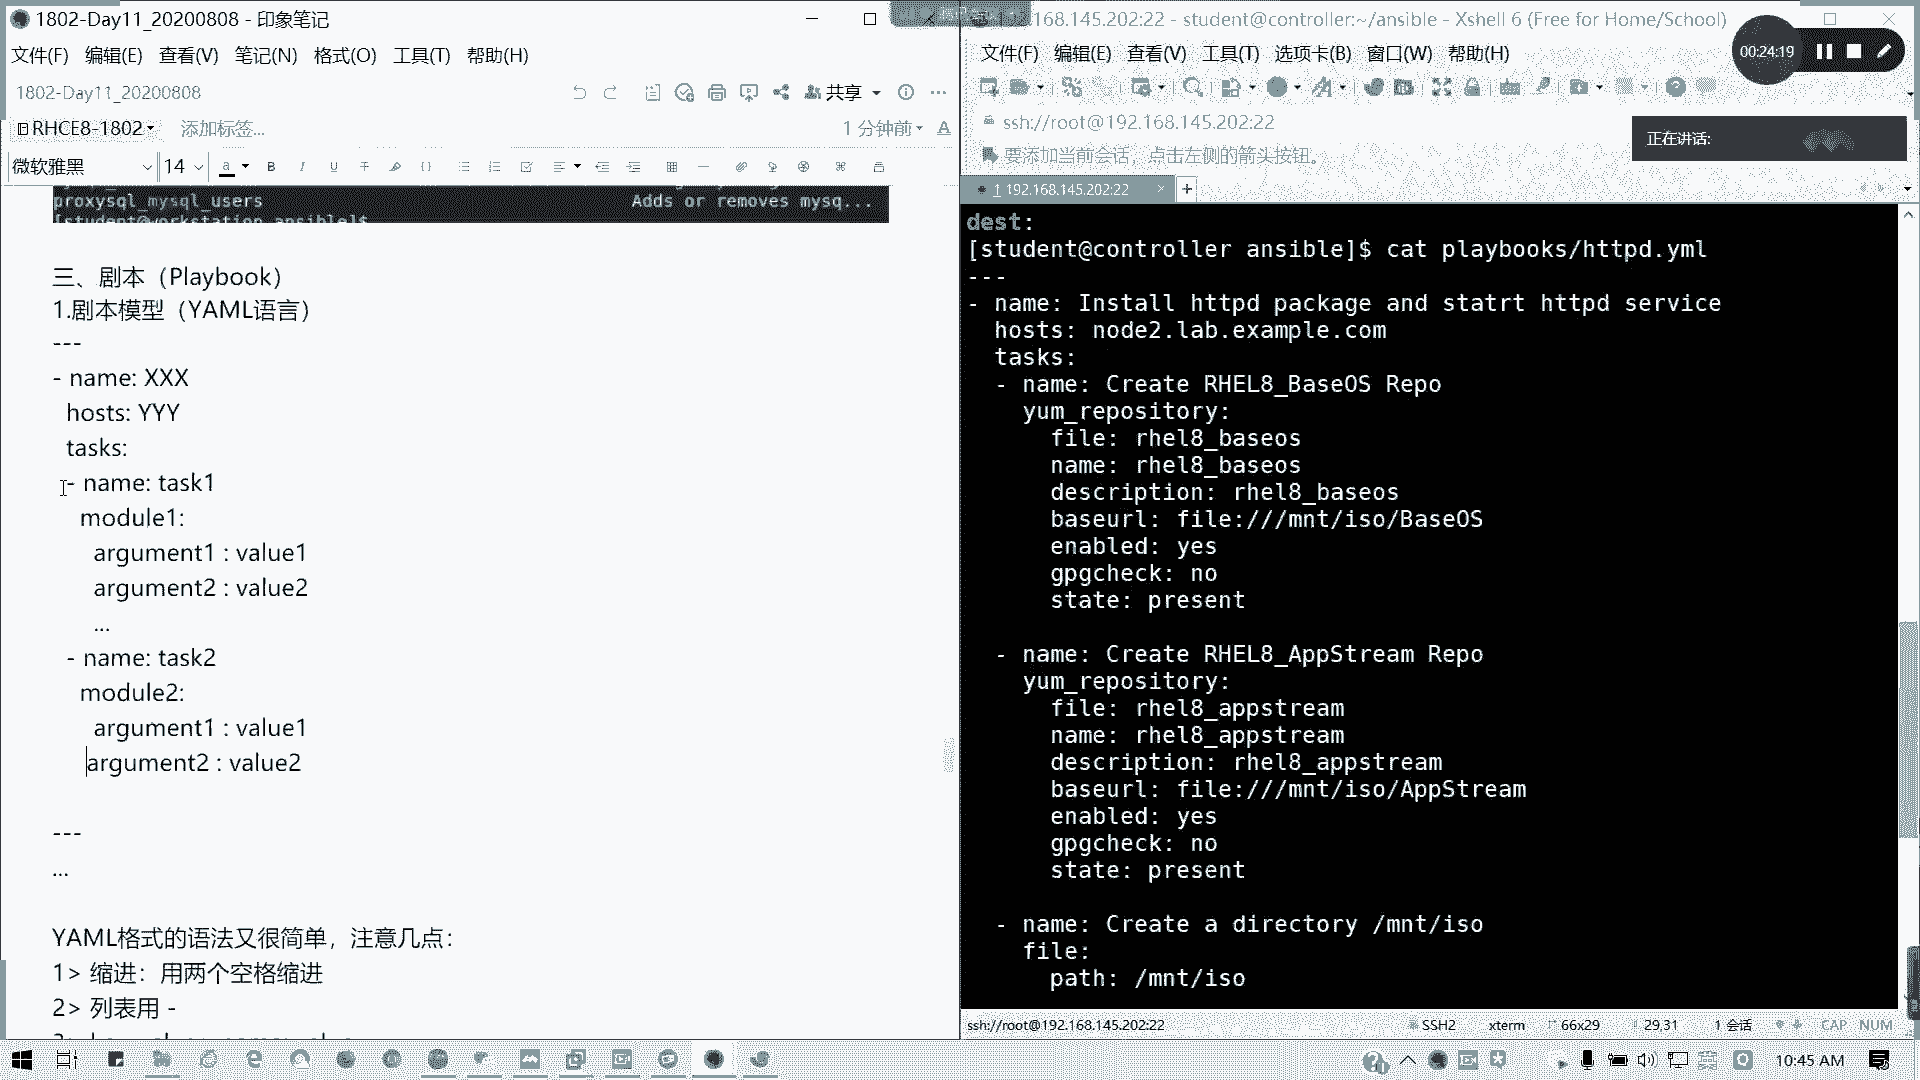 1802-Day11_20200808 - 印象笔记
文件(F) 编辑(E) 查看(V) 笔记(N) 格式(O) 工具(T) 帮助(H)
1802-Day11_20200808
共享
RHCE8-1802
添加标签...
1 分钟前
微软雅黑
14
proxysql_mysql_users Adds or removes mysq...
[student@workstation ansible]$
三、剧本（Playbook）
1.剧本模型（YAML语言）
---
- name: XXX
hosts: YYY
tasks:
- name: task1
module1:
argument1 : value1
argument2 : value2
...
- name: task2
module2:
argument1 : value1
argument2 : value2
---
...
YAML格式的语法又很简单，注意几点：
1> 缩进：用两个空格缩进
2> 列表用 -
168.145.202:22 - student@controller:~/ansible - Xshell 6 (Free for Home/School)
文件(F) 编辑(E) 查看(V) 工具(T) 选项卡(B) 窗口(W) 帮助(H)
00:24:19
ssh://root@192.168.145.202:22
正在讲话:
要添加当前会话，点击左侧的箭头按钮。
1 192.168.145.202:22
dest:
[student@controller ansible]$ cat playbooks/httpd.yml
---
- name: Install httpd package and statrt httpd service
hosts: node2.lab.example.com
tasks:
- name: Create RHEL8_BaseOS Repo
yum_repository:
file: rhel8_baseos
name: rhel8_baseos
description: rhel8_baseos
baseurl: file:///mnt/iso/BaseOS
enabled: yes
gpgcheck: no
state: present
- name: Create RHEL8_AppStream Repo
yum_repository:
file: rhel8_appstream
name: rhel8_appstream
description: rhel8_appstream
baseurl: file:///mnt/iso/AppStream
enabled: yes
gpgcheck: no
state: present
- name: Create a directory /mnt/iso
file:
path: /mnt/iso
ssh://root@192.168.145.202:22 SSH2 xterm 66x29 29,31 1 会话 CAP NUM
10:45 AM